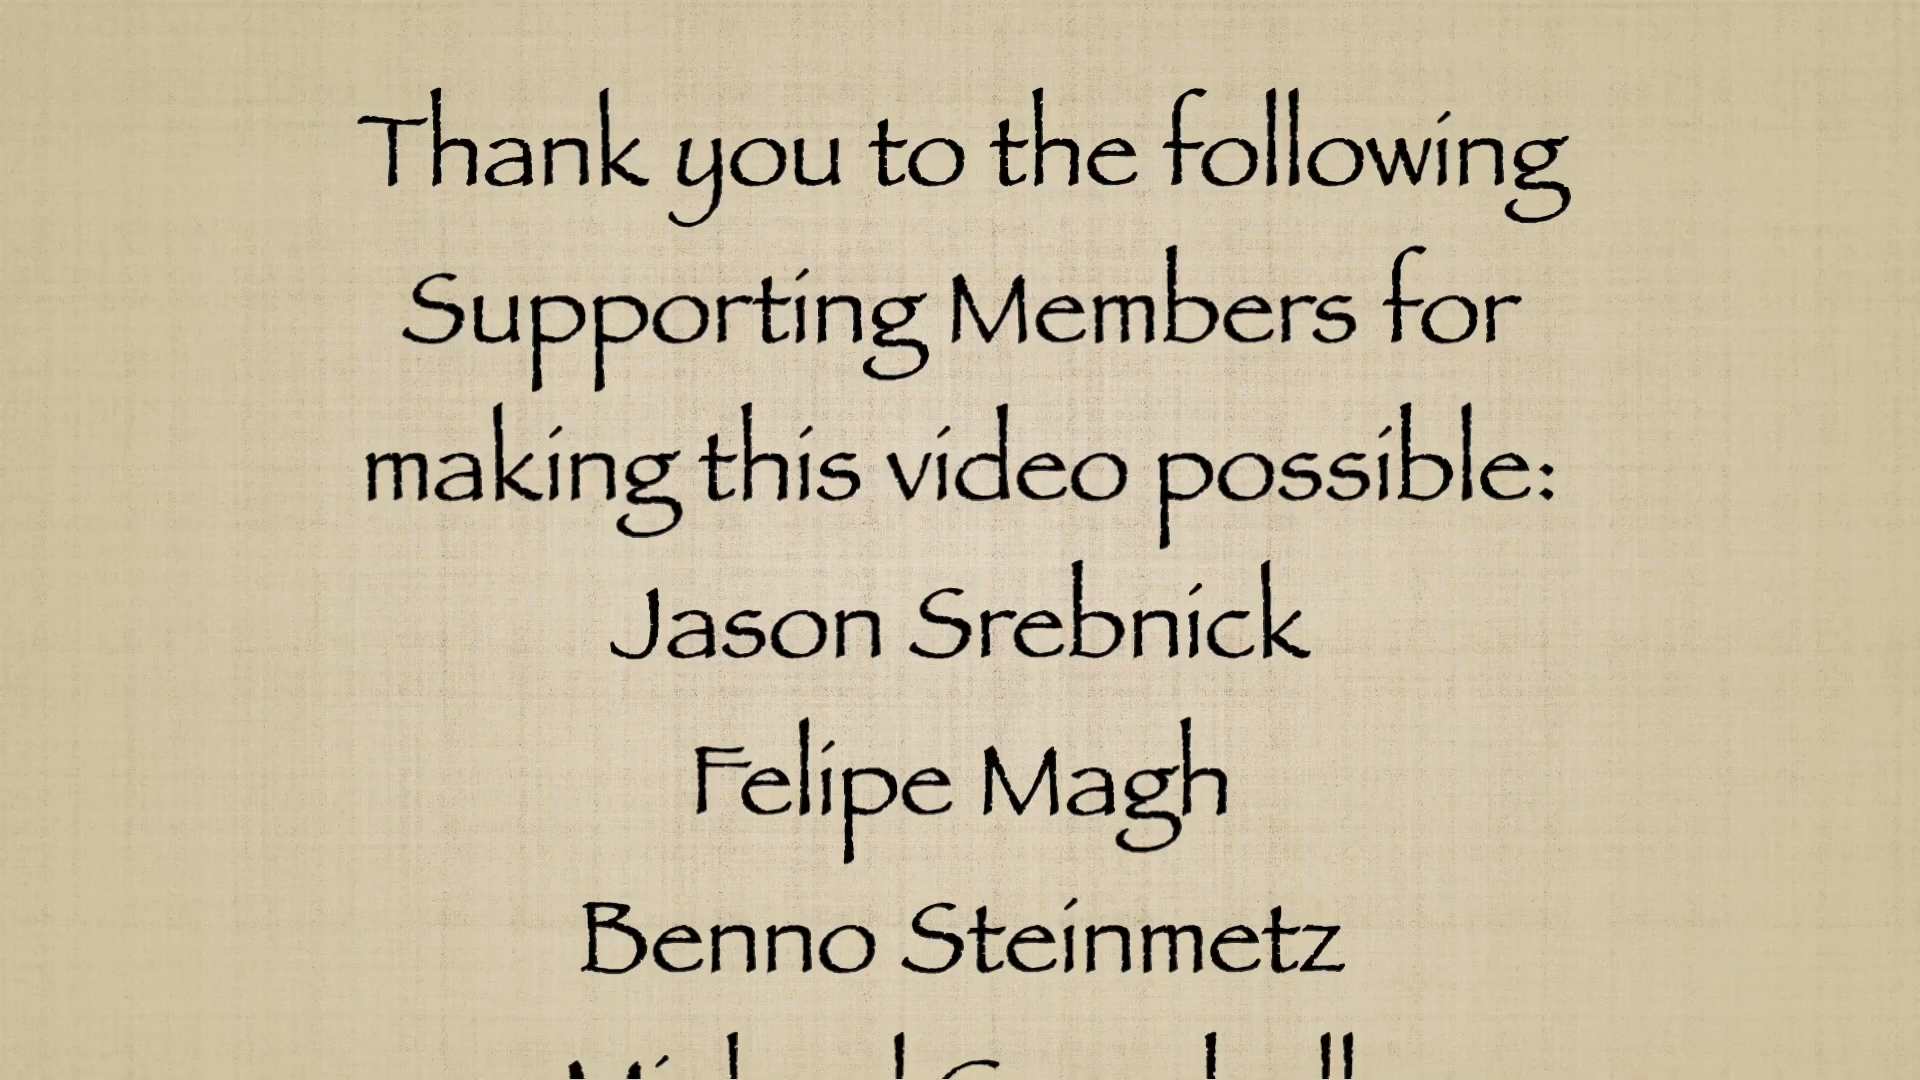 Thank you to the following
Supporting Members for
making this video possible:
Jason Srebnick
Felipe Magh
Benno Steinmetz